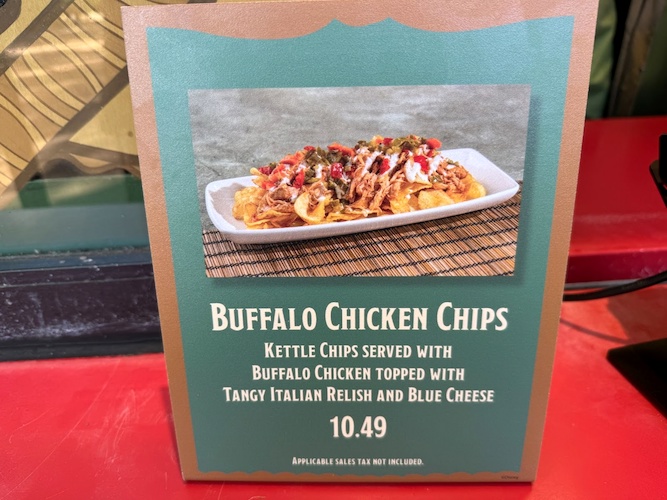 Buffalo Chicken Chips
Kettle Chips served with
Buffalo Chicken topped with
Tangy Italian Relish and Blue Cheese
10.49
Applicable sales tax not included.